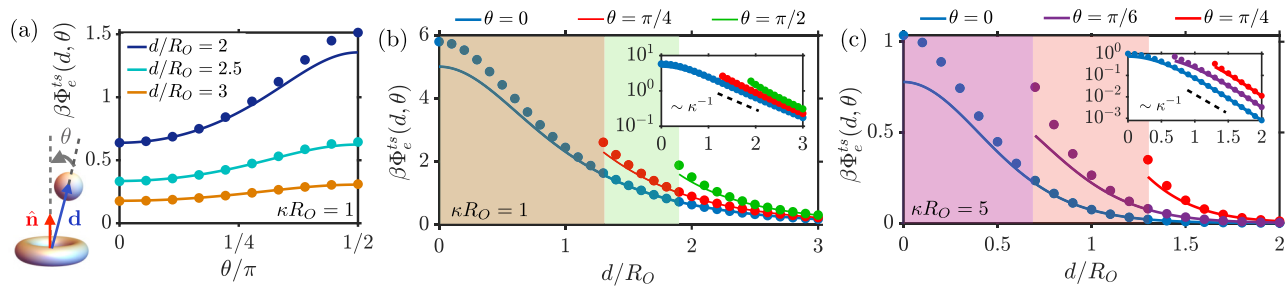 (a)
βΦ_e^{ts}(d, θ)
1.5
1
0.5
0
d/R_O = 2
d/R_O = 2.5
d/R_O = 3
κR_O = 1
0
1/4
1/2
θ/π
θ
n̂
d
(b)
θ = 0
θ = π/4
θ = π/2
βΦ_e^{ts}(d, θ)
6
4
2
0
κR_O = 1
0
1
2
3
d/R_O
10^1
10^0
10^{-1}
∼ κ^{-1}
0
1
2
3
(c)
θ = 0
θ = π/6
θ = π/4
βΦ_e^{ts}(d, θ)
1
0.5
0
κR_O = 5
0
0.5
1
1.5
2
d/R_O
10^0
10^{-1}
10^{-2}
10^{-3}
∼ κ^{-1}
0
0.5
1
1.5
2